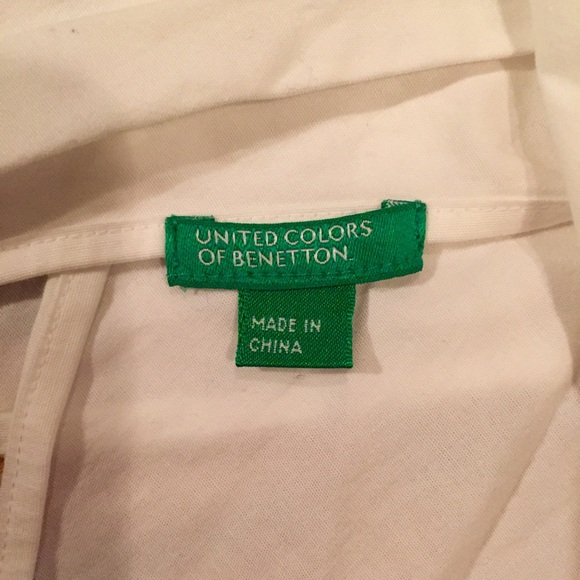 UNITED COLORS
OF BENETTON.
MADE IN
CHINA